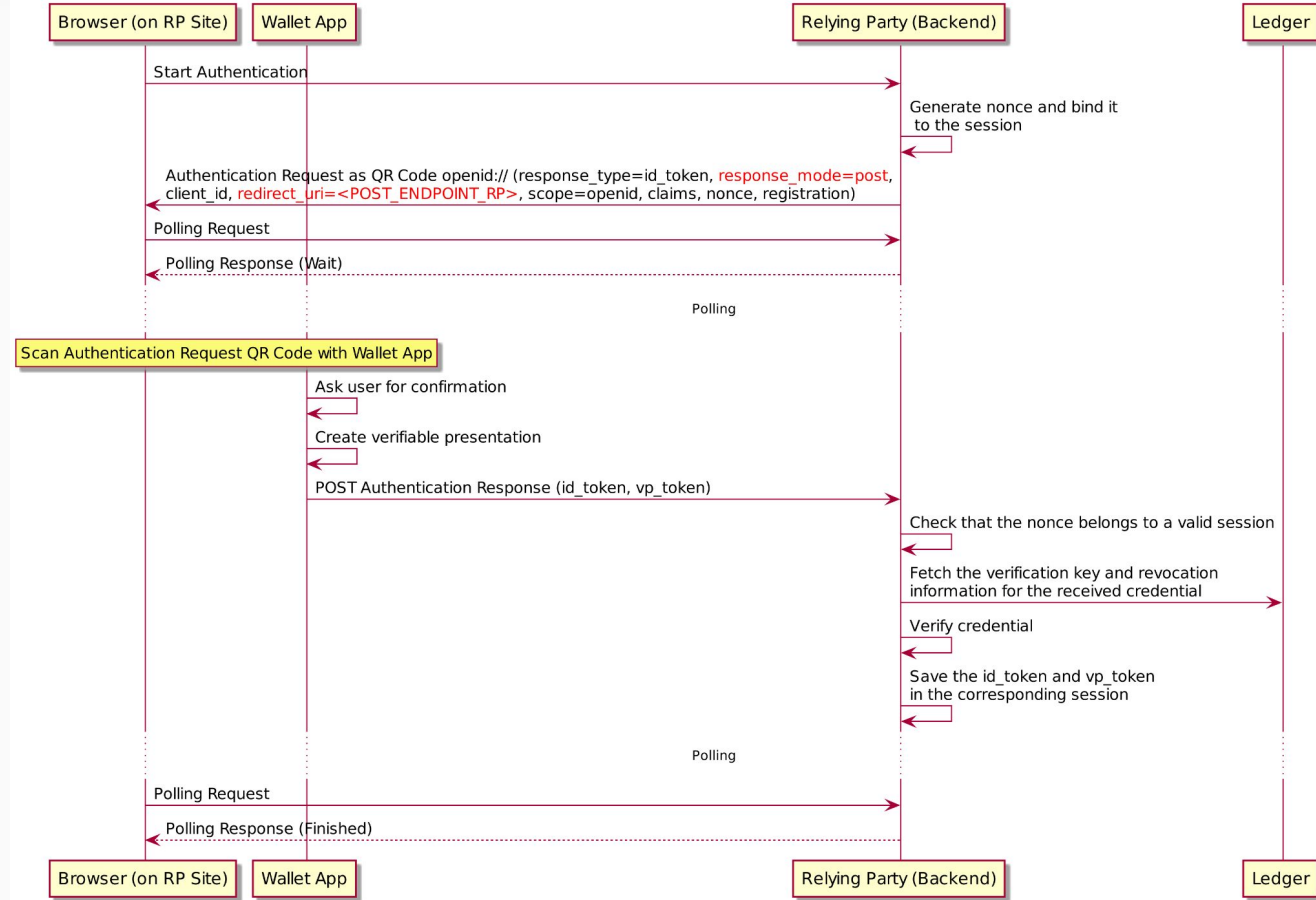 Browser (on RP Site)
Wallet App
Relying Party (Backend)
Ledger
Start Authentication
Generate nonce and bind it
to the session
Authentication Request as QR Code openid:// (response_type=id_token, response_mode=post,
client_id, redirect_uri=<POST_ENDPOINT_RP>, scope=openid, claims, nonce, registration)
Polling Request
Polling Response (Wait)
Polling
Scan Authentication Request QR Code with Wallet App
Ask user for confirmation
Create verifiable presentation
POST Authentication Response (id_token, vp_token)
Check that the nonce belongs to a valid session
Fetch the verification key and revocation
information for the received credential
Verify credential
Save the id_token and vp_token
in the corresponding session
Polling
Polling Request
Polling Response (Finished)
Browser (on RP Site)
Wallet App
Relying Party (Backend)
Ledger